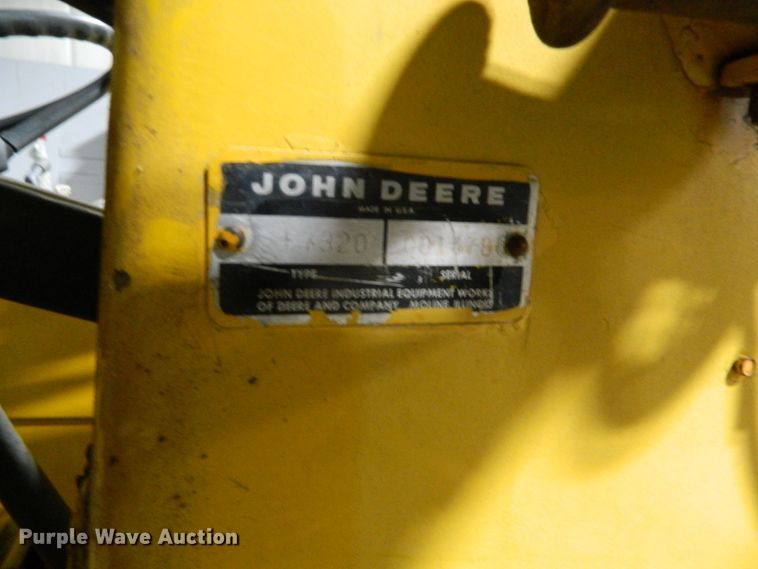 JOHN DEERE
MADE IN U.S.A.
TYPE SERIAL
JOHN DEERE INDUSTRIAL EQUIPMENT WORKS
OF DEERE AND COMPANY MOLINE ILLINOIS
Purple Wave Auction